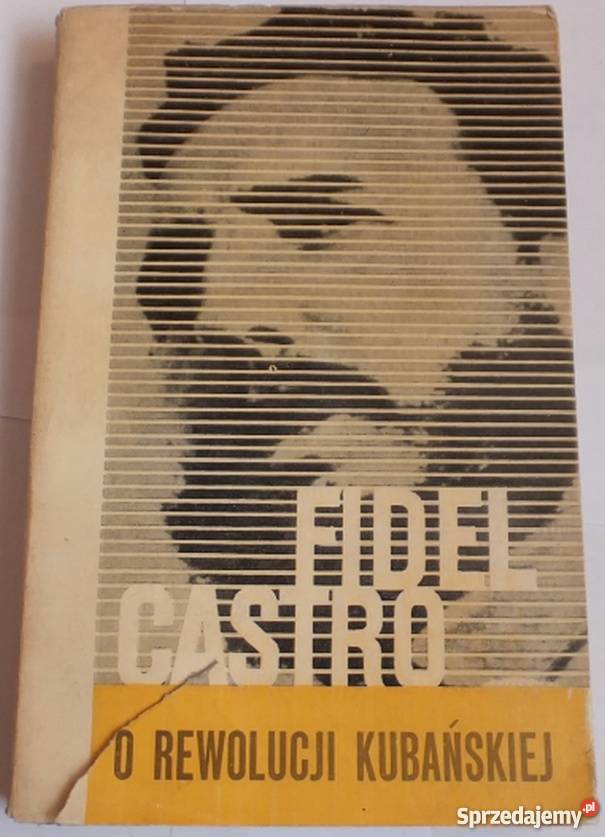 FIDEL
CASTRO
O REWOLUCJI KUBAŃSKIEJ
Sprzedajemy.pl